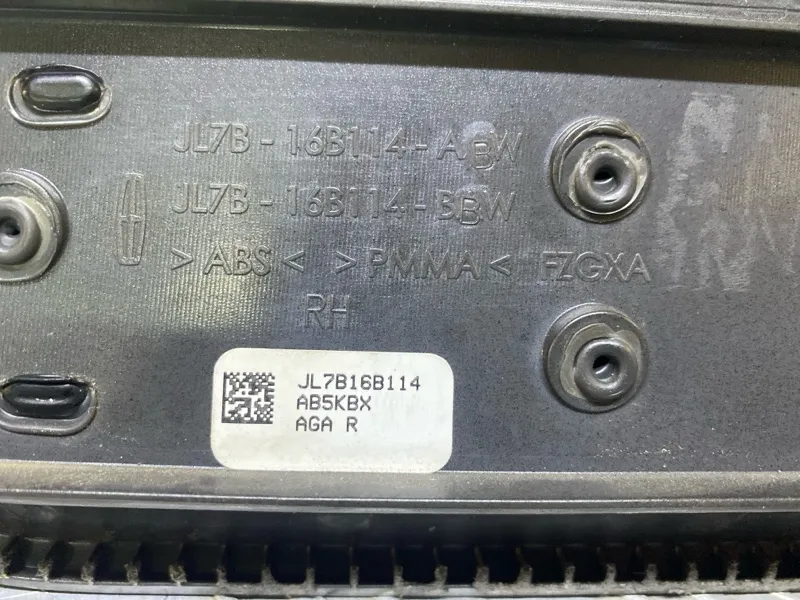 JL7B - 16B114 - ABW
JL7B - 16B114 - BBW
>ABS< >PMMA< FZGXA
RH
JL7B16B114
AB5KBX
AGA R